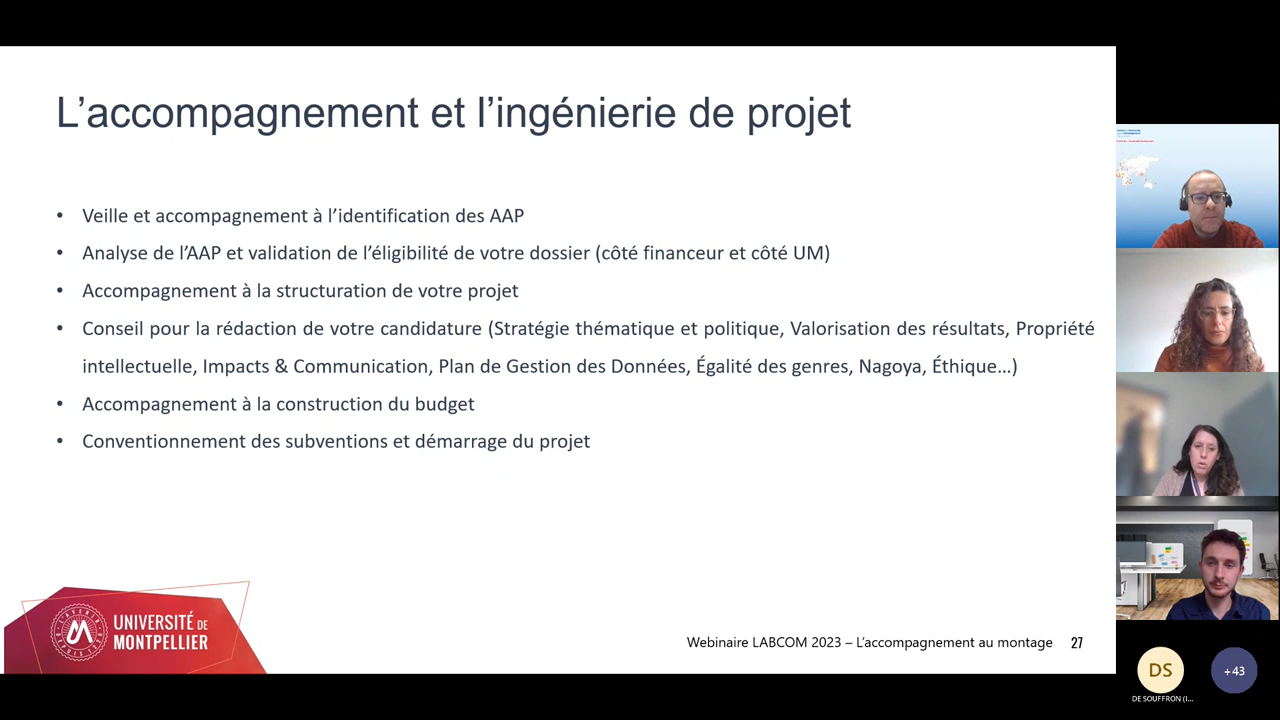 L'accompagnement et l'ingénierie de projet
• Veille et accompagnement à l'identification des AAP
• Analyse de l'AAP et validation de l'éligibilité de votre dossier (côté financeur et côté UM)
• Accompagnement à la structuration de votre projet
• Conseil pour la rédaction de votre candidature (Stratégie thématique et politique, Valorisation des résultats, Propriété
intellectuelle, Impacts & Communication, Plan de Gestion des Données, Égalité des genres, Nagoya, Éthique...)
• Accompagnement à la construction du budget
• Conventionnement des subventions et démarrage du projet
UNIVERSITÉ DE
MONTPELLIER
Webinaire LABCOM 2023 – L'accompagnement au montage 27
DS
+43
DE SOUFFRON (I...